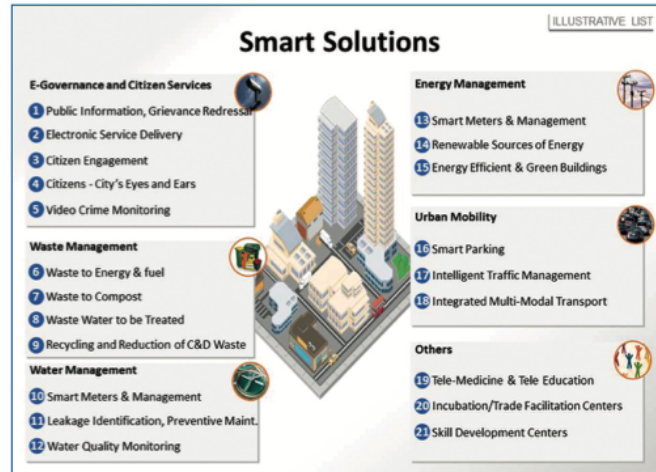 ILLUSTRATIVE LIST
Smart Solutions
E-Governance and Citizen Services
1 Public Information, Grievance Redressal
2 Electronic Service Delivery
3 Citizen Engagement
4 Citizens - City's Eyes and Ears
5 Video Crime Monitoring
Waste Management
6 Waste to Energy & fuel
7 Waste to Compost
8 Waste Water to be Treated
9 Recycling and Reduction of C&D Waste
Water Management
10 Smart Meters & Management
11 Leakage Identification, Preventive Maint.
12 Water Quality Monitoring
Energy Management
13 Smart Meters & Management
14 Renewable Sources of Energy
15 Energy Efficient & Green Buildings
Urban Mobility
16 Smart Parking
17 Intelligent Traffic Management
18 Integrated Multi-Modal Transport
Others
19 Tele-Medicine & Tele Education
20 Incubation/Trade Facilitation Centers
21 Skill Development Centers